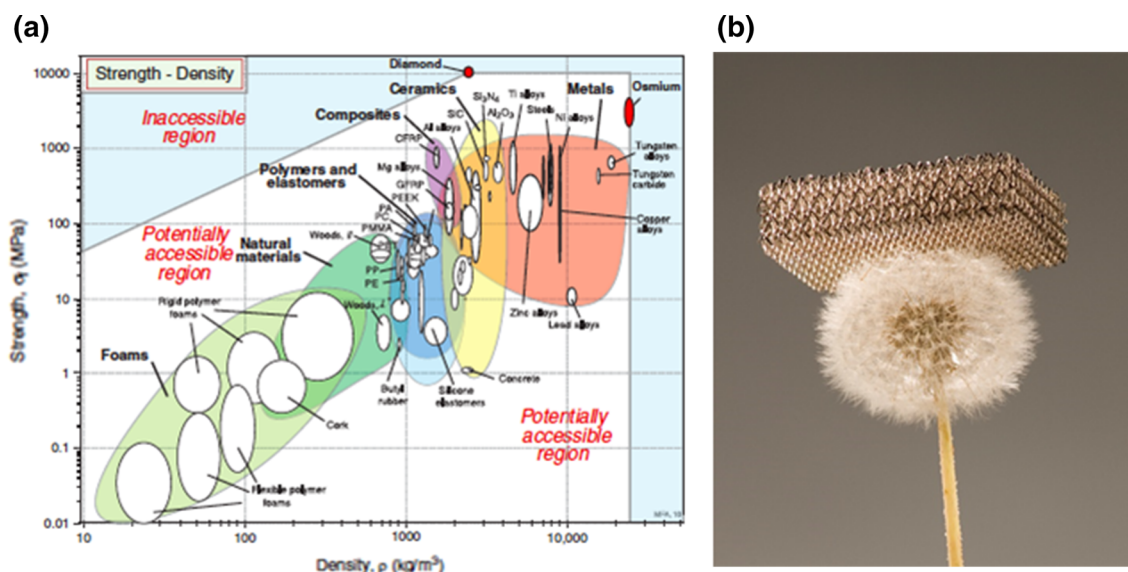 (a)
(b)
Strength - Density
Inaccessible
region
Potentially
accessible
region
Potentially
accessible
region
Diamond
Ceramics
Metals
Osmium
Composites
Polymers and
elastomers
Natural
materials
Foams
Si3N4
Ti alloys
SiC
Al2O3
Steels
Ni alloys
Al alloys
CFRP
Mg alloys
GFRP
PEEK
PA
PC
PMMA
PP
PE
Tungsten
alloys
Tungsten
carbide
Copper
alloys
Zinc alloys
Lead alloys
Concrete
Silicone
elastomers
Butyl
rubber
Cork
Rigid polymer
foams
Flexible polymer
foams
10000
1000
100
10
1
0.1
0.01
Strength, σf (MPa)
10
100
1000
10,000
Density, ρ (kg/m3)